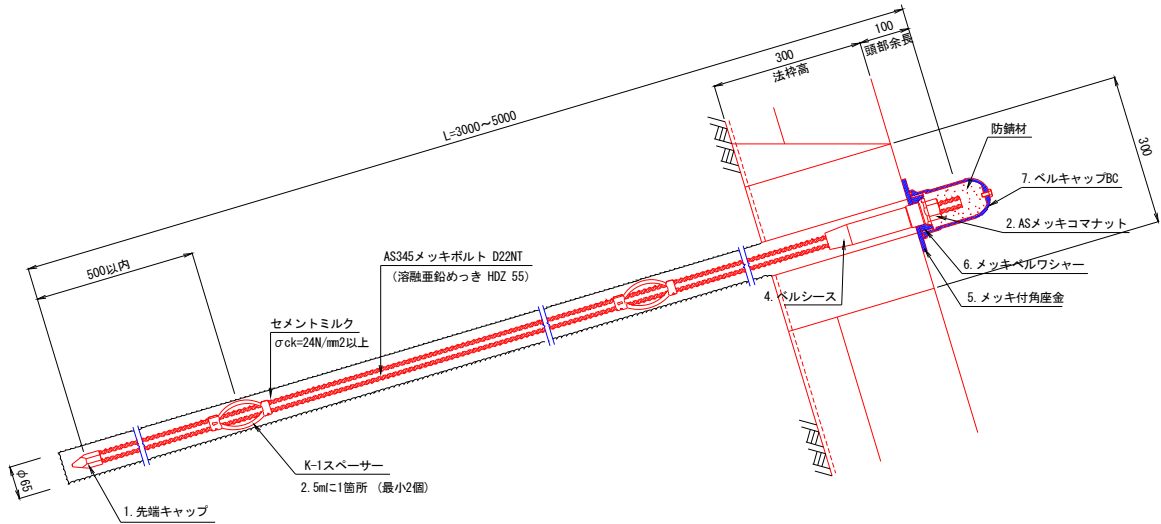 100
頭部余長
300
法枠高
L=3000～5000
防錆材
300
7. ベルキャップBC
2. ASメッキコマナット
AS345メッキボルト D22NT
(溶融亜鉛めっき HDZ 55)
6. メッキベルワシャー
500以内
4. ベルシース
5. メッキ付角座金
セメントミルク
σck=24N/mm2以上
K-1スペーサー
2.5mに1箇所 (最小2個)
φ65
1. 先端キャップ